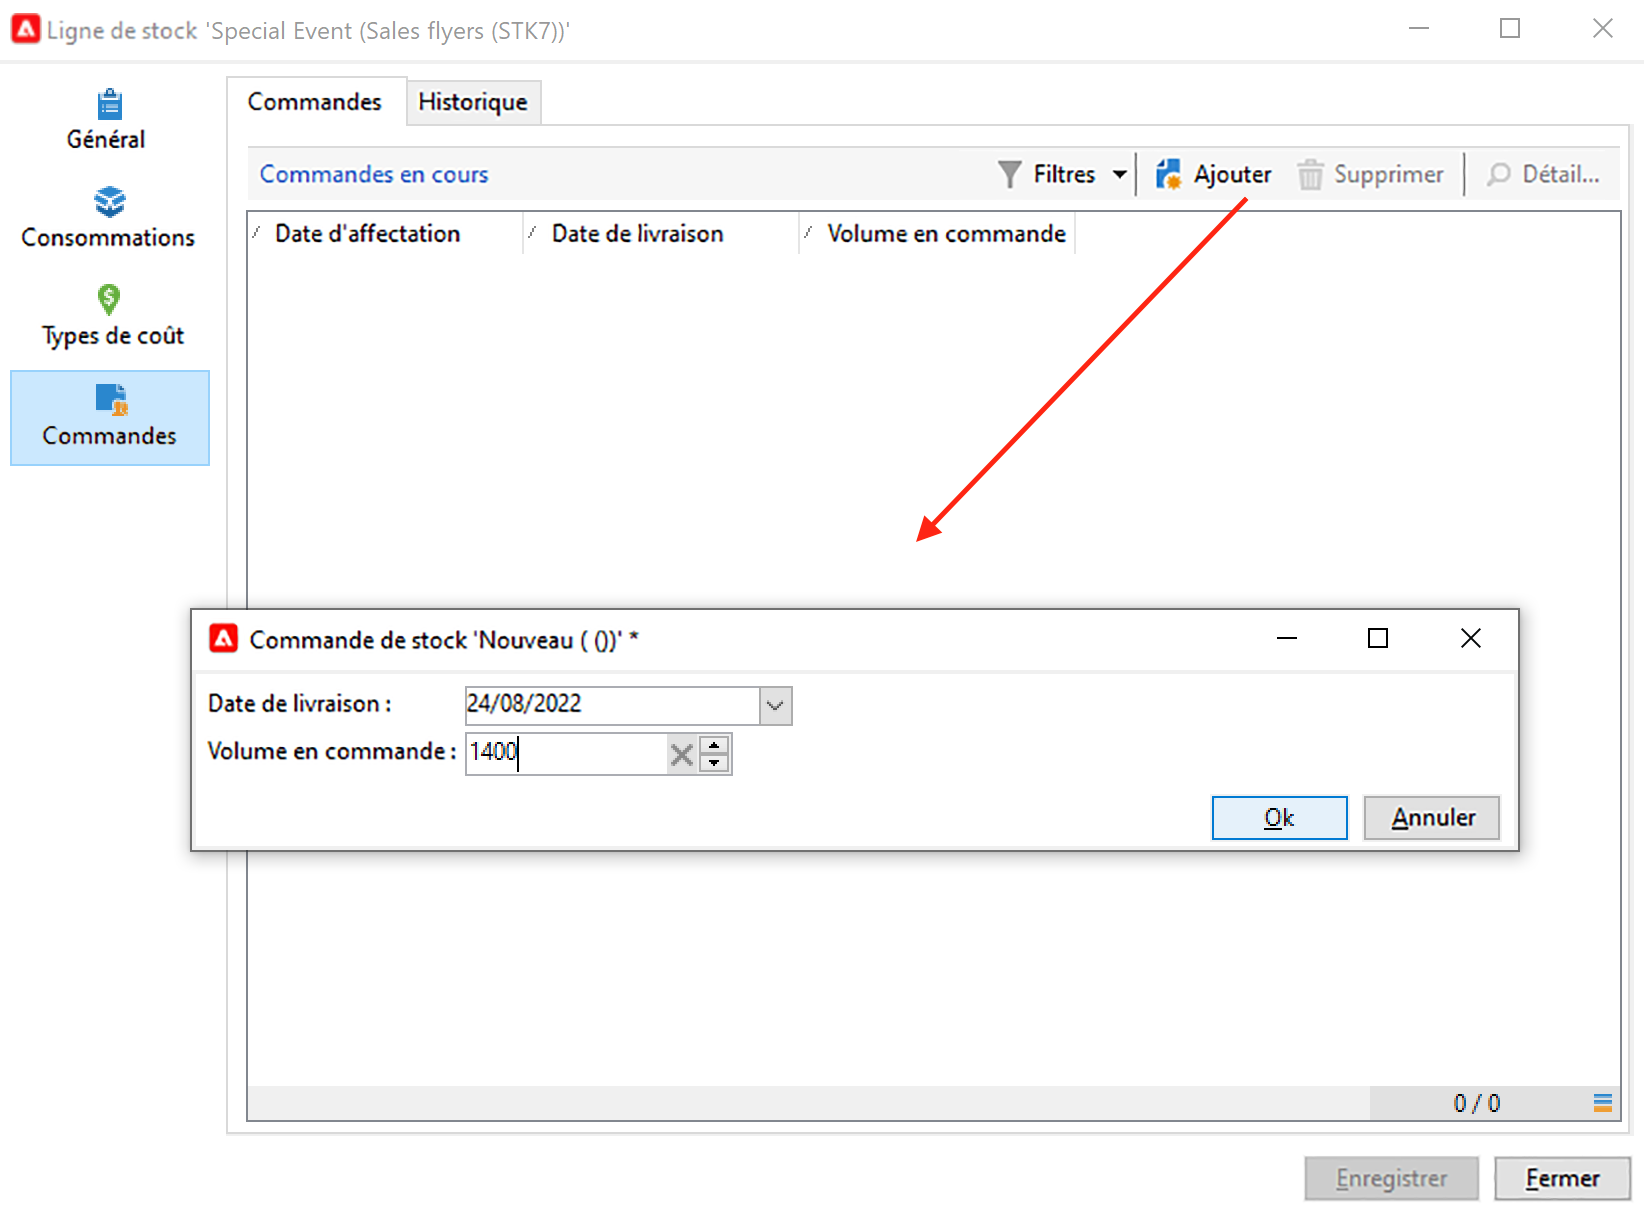 Ligne de stock 'Special Event (Sales flyers (STK7))'
Général
Consommations
Types de coût
Commandes
Commandes Historique
Commandes en cours Filtres Ajouter Supprimer Détail...
Date d'affectation Date de livraison Volume en commande
Commande de stock 'Nouveau ( ())' *
Date de livraison : 24/08/2022
Volume en commande : 1400
Ok Annuler
0 / 0
Enregistrer Fermer